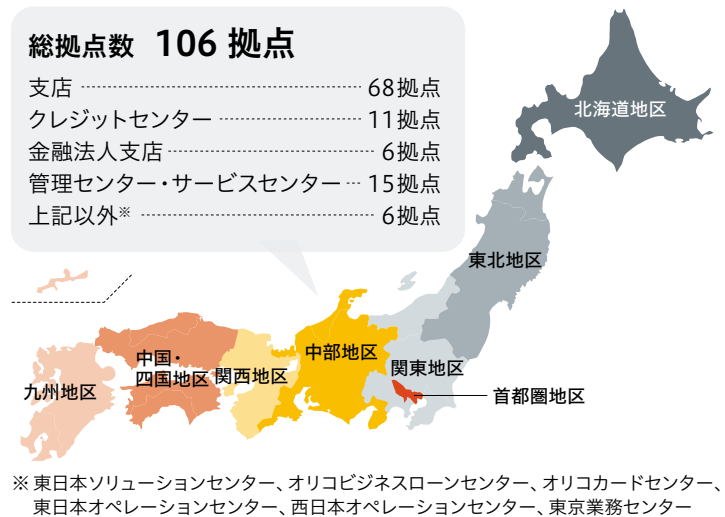 総拠点数 106 拠点
支店 68拠点
クレジットセンター 11拠点
金融法人支店 6拠点
管理センター・サービスセンター 15拠点
上記以外※ 6拠点
北海道地区
東北地区
中部地区
関東地区
中国・
四国地区
関西地区
九州地区
首都圏地区
※ 東日本ソリューションセンター、オリコビジネスローンセンター、オリコカードセンター、
東日本オペレーションセンター、西日本オペレーションセンター、東京業務センター